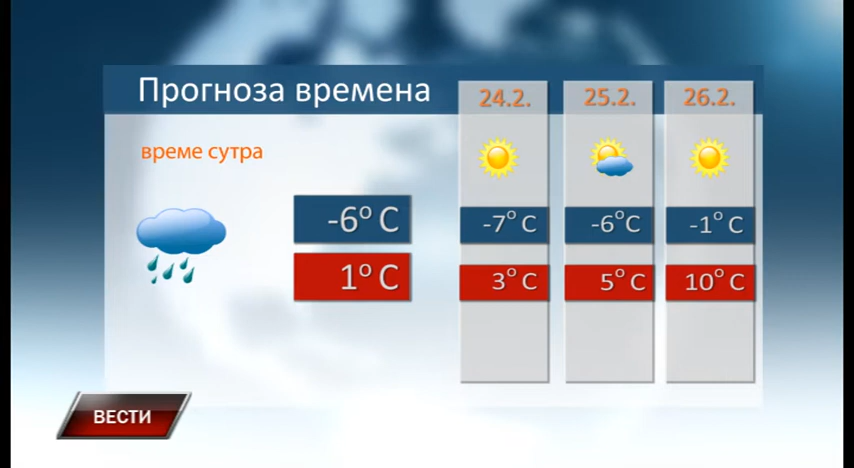 Прогноза времена
време сутра
-6° C
1° C
24.2.
-7° C
3° C
25.2.
-6°C
5° C
26.2.
-1° C
10° C
ВЕСТИ